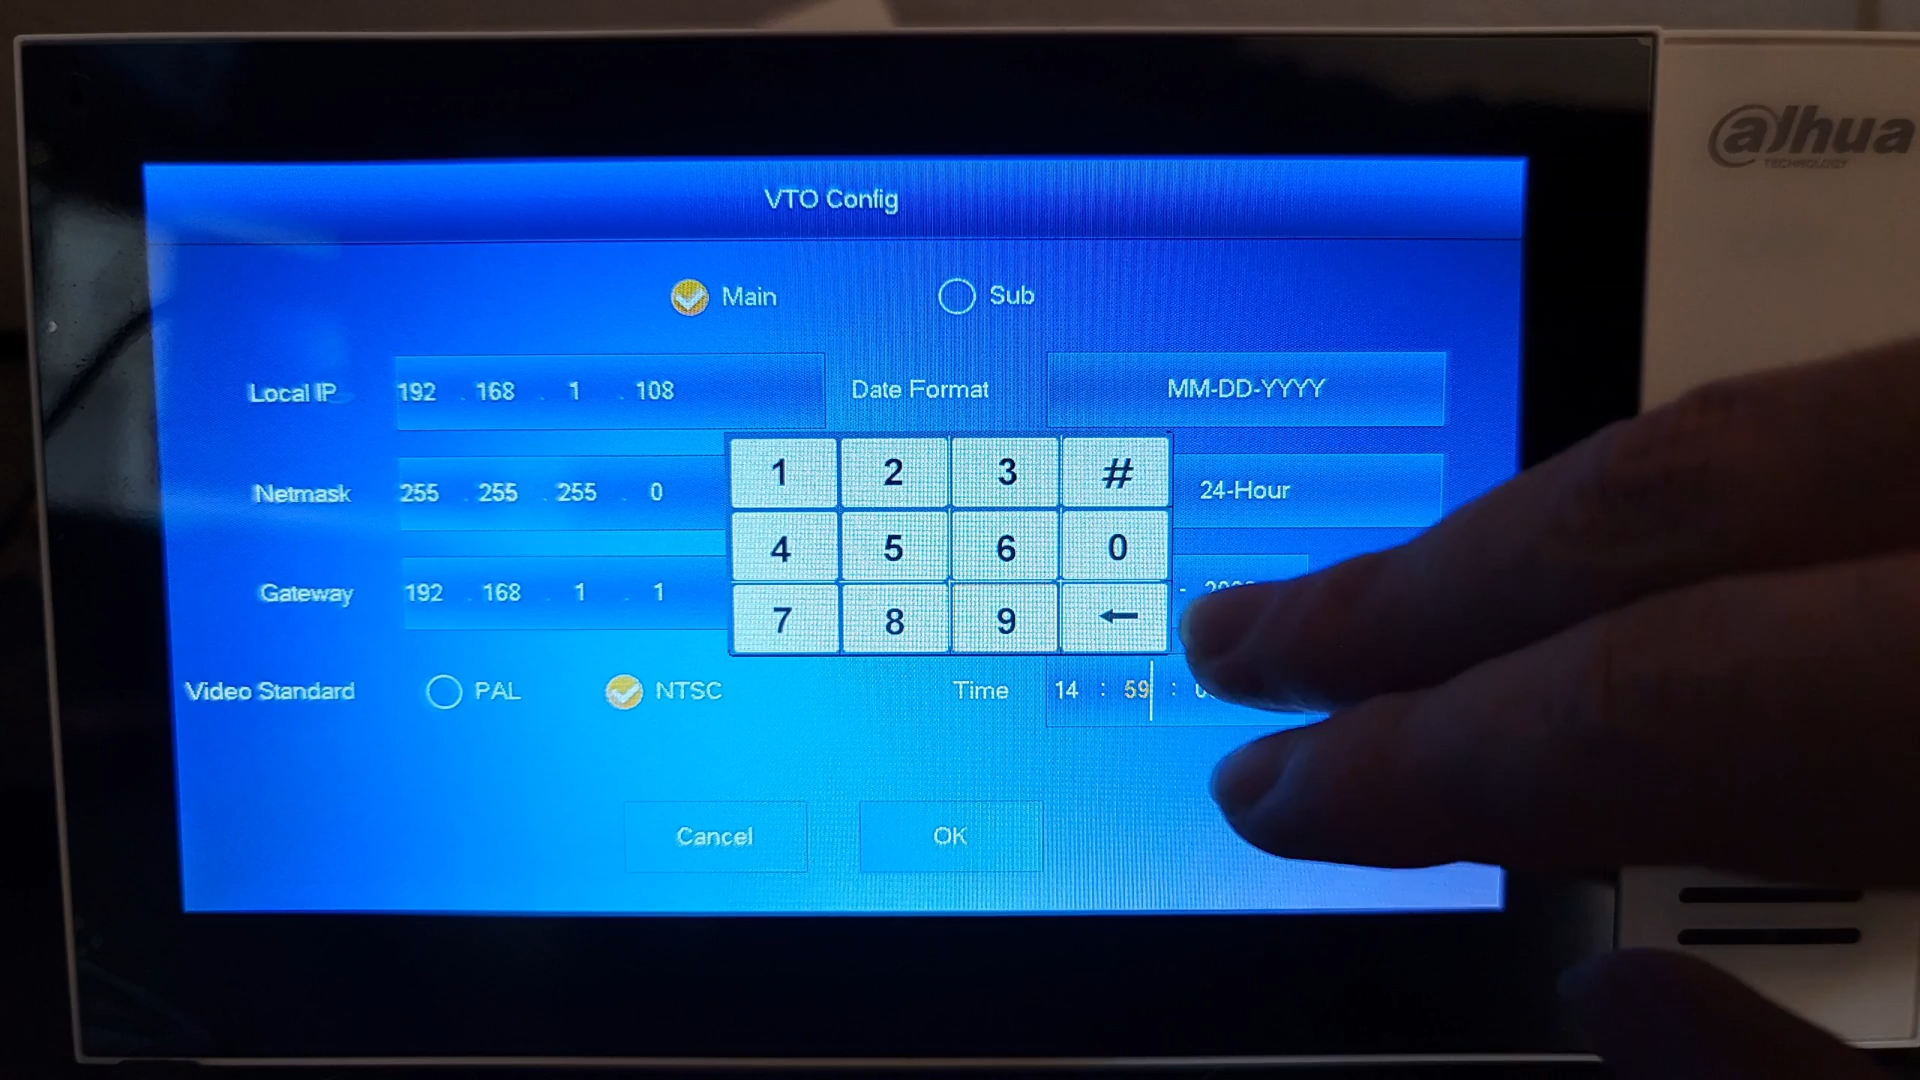 alhua
TECHNOLOGY
VTO Config
Main
Sub
Local IP 192 . 168 . 1 . 108
Date Format MM-DD-YYYY
Netmask 255 . 255 . 255 . 0
24-Hour
Gateway 192 . 168 . 1 . 1
1 2 3 #
4 5 6 0
7 8 9 ←
Video Standard PAL NTSC
Time 14 : 59 :
Cancel
OK